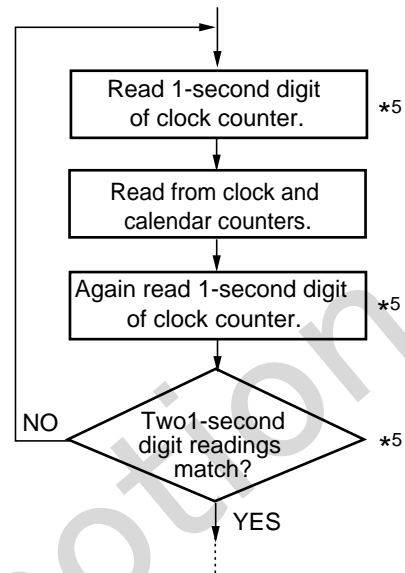 Read 1-second digit
of clock counter.
*5
Read from clock and
calendar counters.
Again read 1-second digit
of clock counter.
*5
NO
Two1-second
digit readings
match?
*5
YES